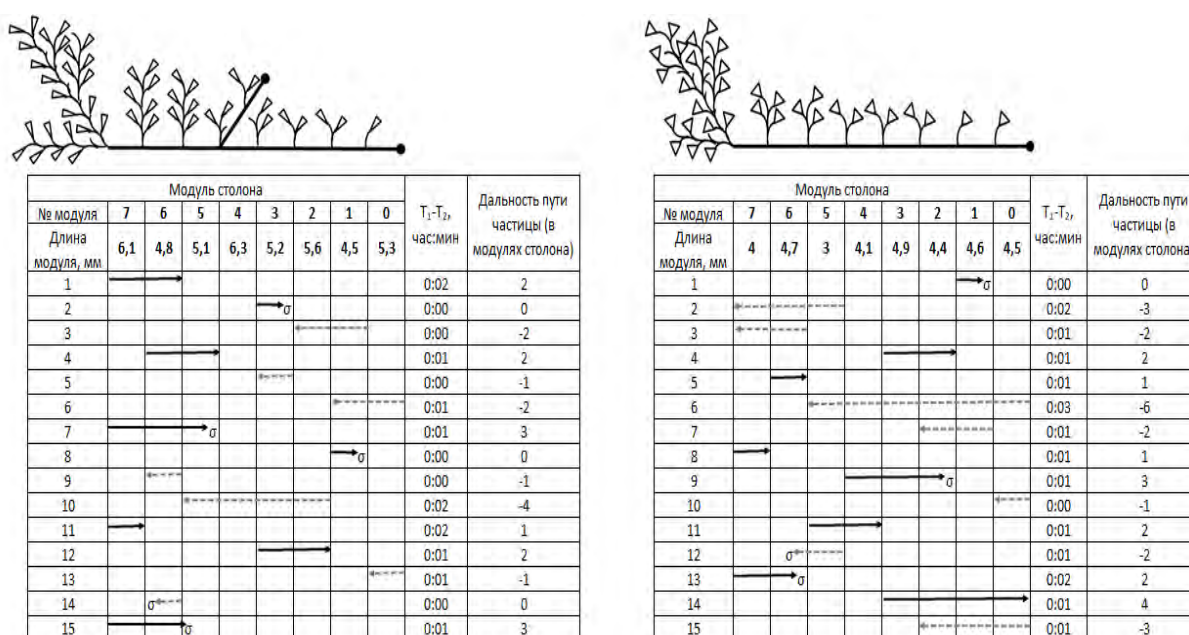 Модуль столона T₁-T₂, час:мин Дальность пути частицы (в модулях столона)
№ модуля 7 6 5 4 3 2 1 0
Длина модуля, мм 6,1 4,8 5,1 6,3 5,2 5,6 4,5 5,3
1 0:02 2
2 σ 0:00 0
3 0:00 -2
4 0:01 2
5 0:00 -1
6 0:01 -2
7 σ 0:01 3
8 σ 0:00 0
9 0:00 -1
10 0:02 -4
11 0:02 1
12 0:01 2
13 0:01 -1
14 σ 0:00 0
15 σ 0:01 3
Модуль столона T₁-T₂, час:мин Дальность пути частицы (в модулях столона)
№ модуля 7 6 5 4 3 2 1 0
Длина модуля, мм 4 4,7 3 4,1 4,9 4,4 4,6 4,5
1 σ 0:00 0
2 0:02 -3
3 0:01 -2
4 0:01 2
5 0:01 1
6 0:03 -6
7 0:01 -2
8 0:01 1
9 σ 0:01 3
10 0:00 -1
11 0:01 2
12 σ 0:01 -2
13 σ 0:02 2
14 0:01 4
15 0:01 -3